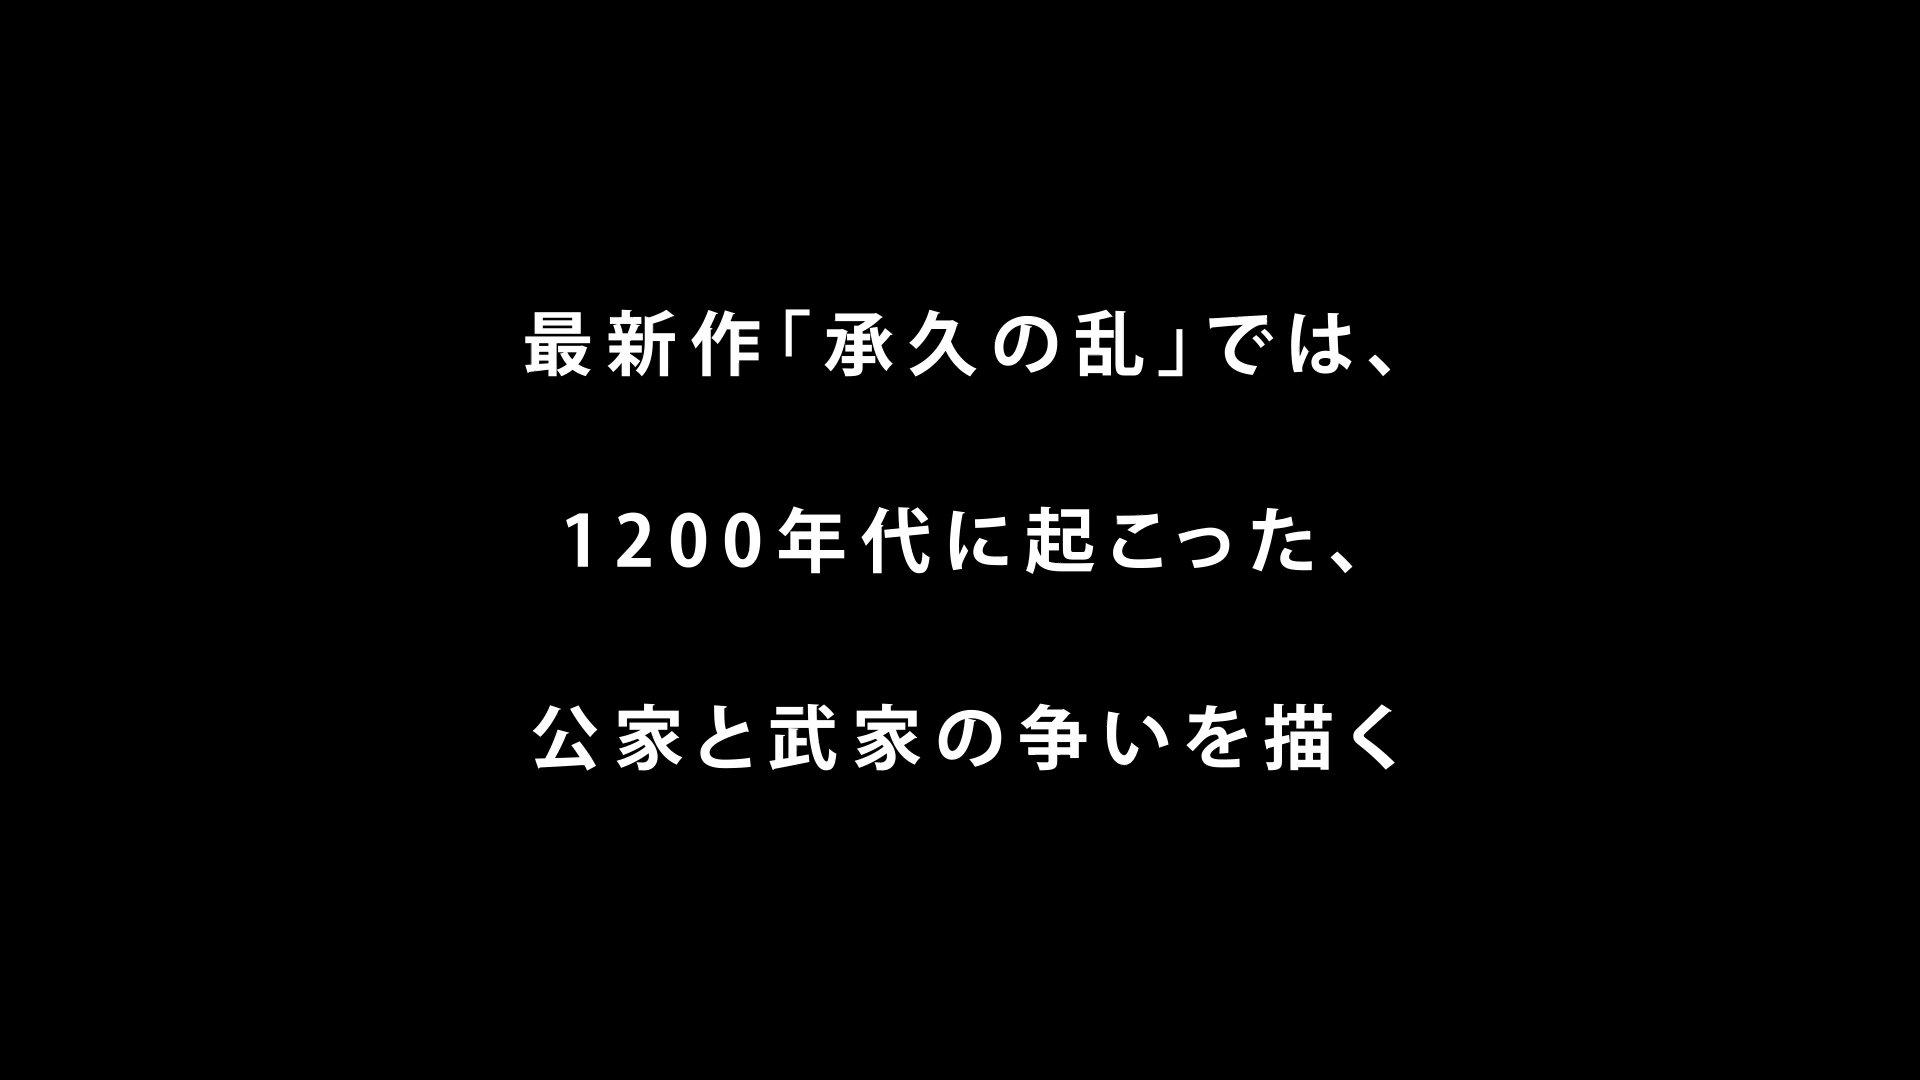 最新作「承久の乱」では、
1200年代に起こった、
公家と武家の争いを描く